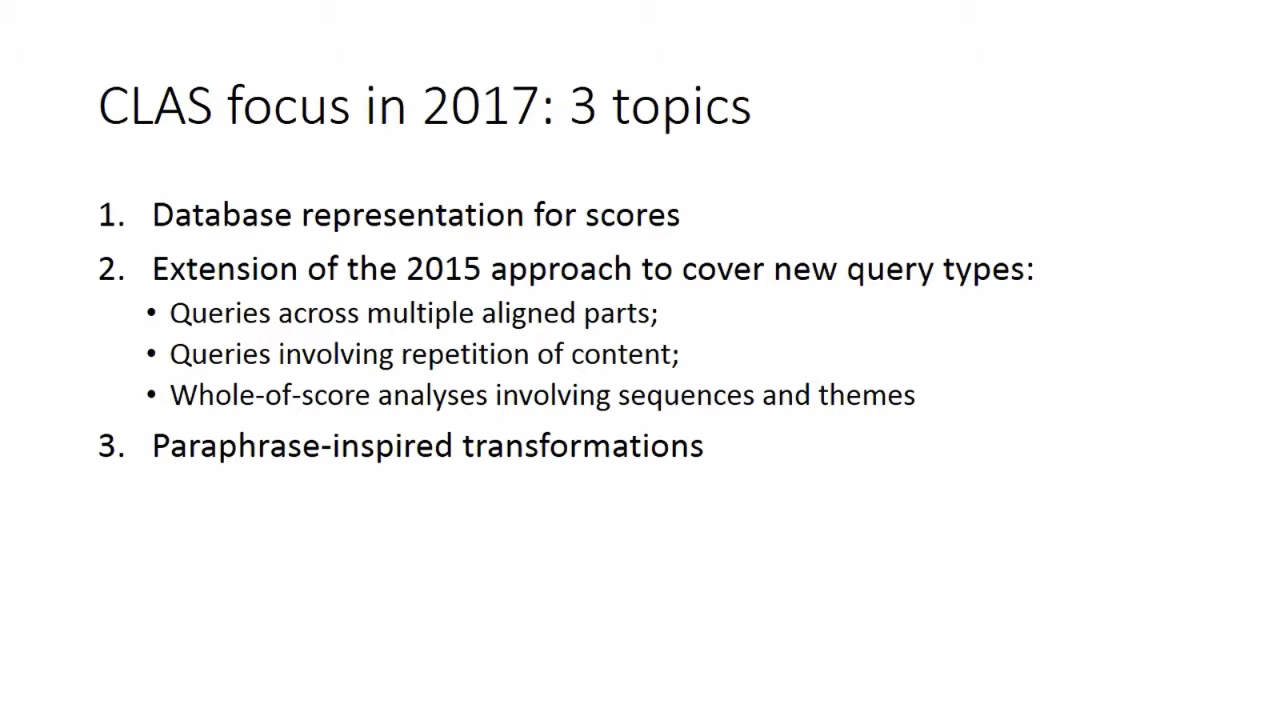 CLAS focus in 2017: 3 topics
1. Database representation for scores
2. Extension of the 2015 approach to cover new query types:
• Queries across multiple aligned parts;
• Queries involving repetition of content;
• Whole-of-score analyses involving sequences and themes
3. Paraphrase-inspired transformations